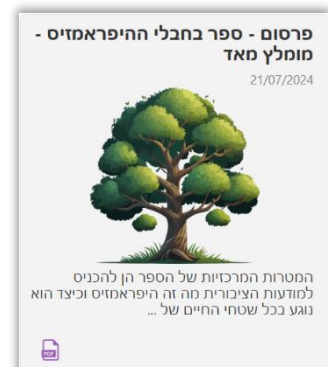 פרסום - ספר בחבלי ההיפראמזיס -
מומלץ מאד
21/07/2024
המטרות המרכזיות של הספר הן להכניס
למודעות הציבורית מה זה היפראמזיס וכיצד הוא
נוגע בכל שטחי החיים של ...
PDF